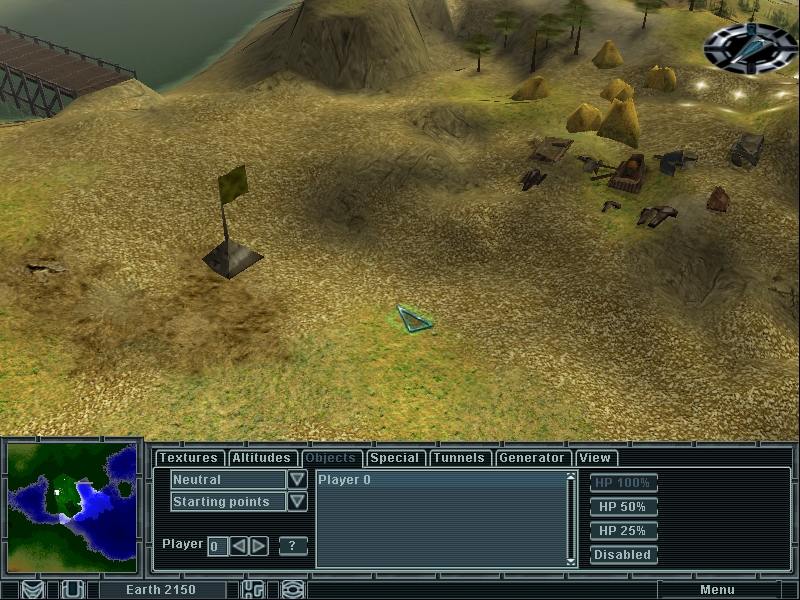 Textures Altitudes Objects Special Tunnels Generator View
Neutral
Starting points
Player 0 ?
Player 0
HP 100%
HP 50%
HP 25%
Disabled
Earth 2150 Menu